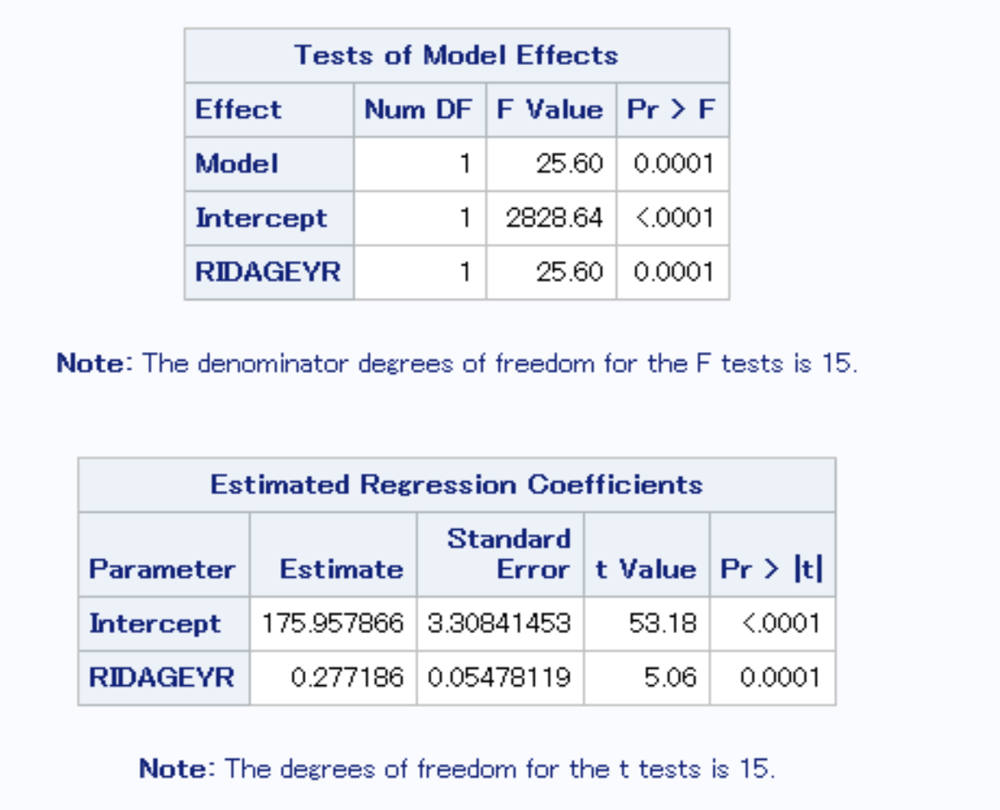 Tests of Model Effects
Effect Num DF F Value Pr > F
Model 1 25.60 0.0001
Intercept 1 2828.64 <.0001
RIDAGEYR 1 25.60 0.0001
Note: The denominator degrees of freedom for the F tests is 15.
Estimated Regression Coefficients
Parameter Estimate Standard Error t Value Pr > |t|
Intercept 175.957866 3.30841453 53.18 <.0001
RIDAGEYR 0.277186 0.05478119 5.06 0.0001
Note: The degrees of freedom for the t tests is 15.